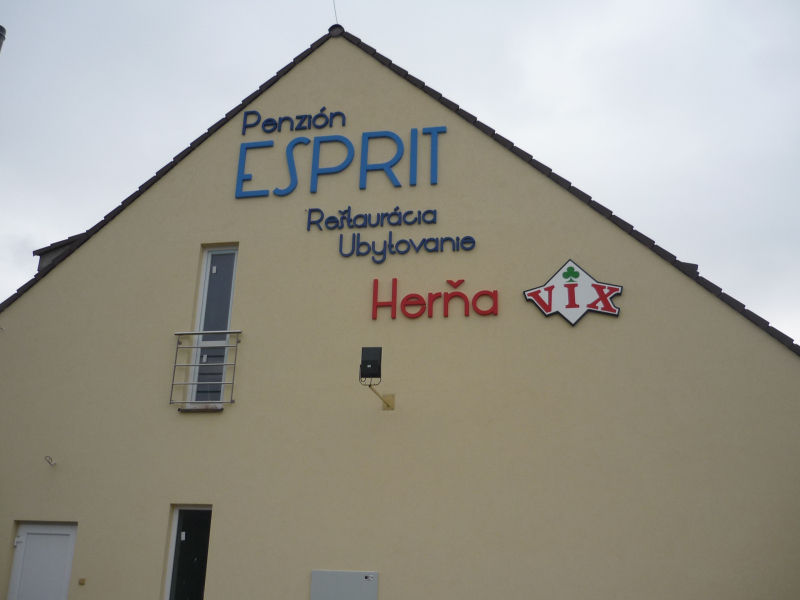 Penzión
ESPRIT
Reštaurácia
Ubytovanie
Herňa
VIX